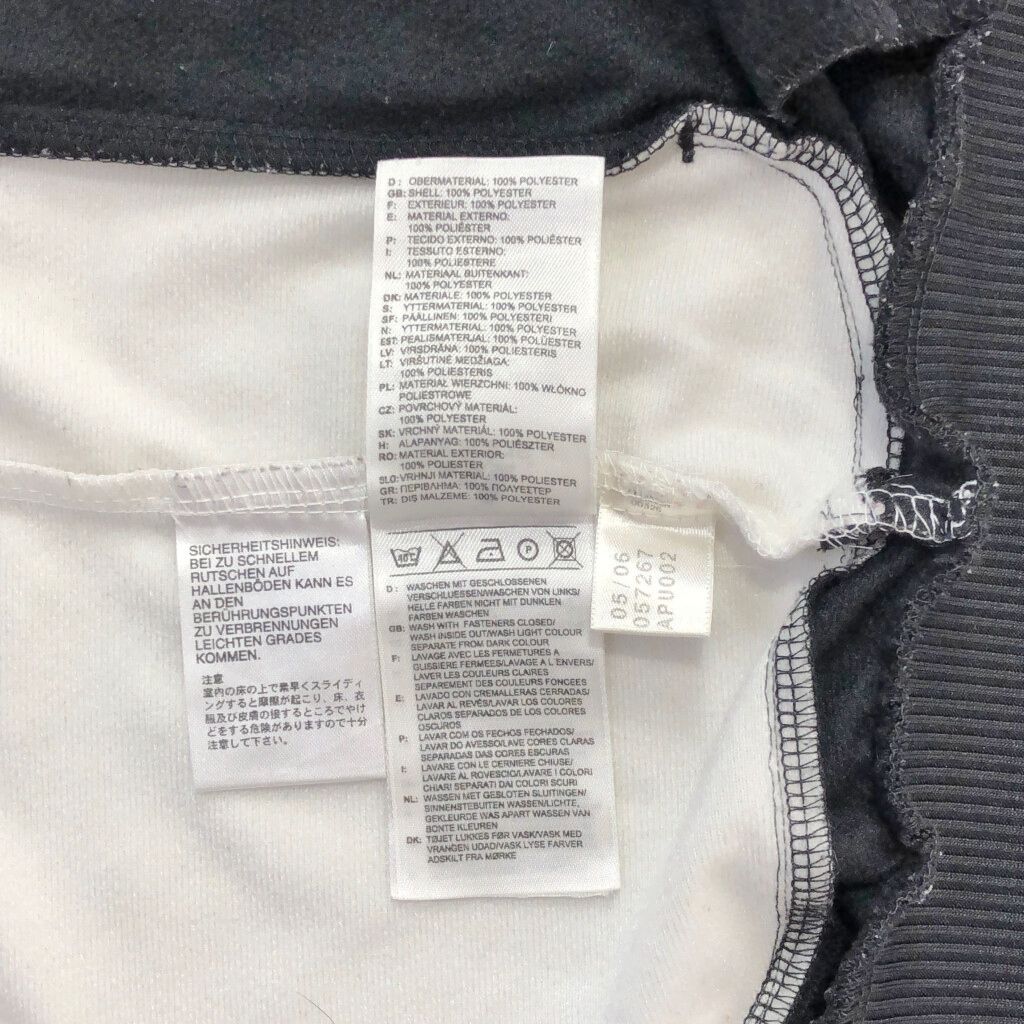 D: OBERMATERIAL: 100% POLYESTER
GB: SHELL: 100% POLYESTER
F: EXTERIEUR: 100% POLYESTER
E: MATERIAL EXTERNO:
100% POLIÉSTER
P: TECIDO EXTERNO: 100% POLIÉSTER
I: TESSUTO ESTERNO:
100% POLIESTERE
NL: MATERIAAL BUITENKANT:
100% POLYESTER
DK: MATERIALE: 100% POLYESTER
S: YTTERMATERIAL: 100% POLYESTER
SF: PÄÄLLINEN: 100% POLYESTERI
N: YTTERMATERIAL: 100% POLYESTER
EST: PEALISMATERJAL: 100% POLÜESTER
LV: VIRSDRĀNA: 100% POLIESTERIS
LT: VIRŠUTINĖ MEDŽIAGA:
100% POLIESTERIS
PL: MATERIAŁ WIERZCHNI: 100% WŁÓKNO
POLIESTROWE
CZ: POVRCHOVÝ MATERIÁL:
100% POLYESTER
SK: VRCHNÝ MATERIÁL: 100% POLYESTER
H: ALAPANYAG: 100% POLIÉSZTER
RO: MATERIAL EXTERIOR:
100% POLIESTER
SLO: VRHNJI MATERIAL: 100% POLIESTER
GR: ΠΕΡΙΒΛΗΜΑ: 100% ΠΟΛΥΕΣΤΕΡ
TR: DIS MALZEME: 100% POLYESTER
SICHERHEITSHINWEIS:
BEI ZU SCHNELLEM
RUTSCHEN AUF
HALLENBÖDEN KANN ES
AN DEN
BERÜHRUNGSPUNKTEN
ZU VERBRENNUNGEN
LEICHTEN GRADES
KOMMEN.
注意
室内の床の上で素早くスライディ
ングすると摩擦が起こり、床、衣
服及び皮膚の接するところでやけ
どをする危険がありますので十分
注意して下さい。
40°C P
D: WASCHEN MIT GESCHLOSSENEN
VERSCHLUESSEN/WASCHEN VON LINKS/
HELLE FARBEN NICHT MIT DUNKLEN
FARBEN WASCHEN
GB: WASH WITH FASTENERS CLOSED/
WASH INSIDE OUT/WASH LIGHT COLOUR
SEPARATE FROM DARK COLOUR
F: LAVAGE AVEC LES FERMETURES A
GLISSIERE FERMEES/LAVAGE A L'ENVERS/
LAVER LES COULEURS CLAIRES
SEPAREMENT DES COULEURS FONCEES
E: LAVADO CON CREMALLERAS CERRADAS/
LAVAR AL REVÉS/LAVAR LOS COLORES
CLAROS SEPARADOS DE LOS COLORES
OSCUROS
P: LAVAR COM OS FECHOS FECHADOS/
LAVAR DO AVESSO/LAVE CORES CLARAS
SEPARADAS DAS CORES ESCURAS
I: LAVARE CON LE CERNIERE CHIUSE/
LAVARE AL ROVESCIO/LAVARE I COLORI
CHIARI SEPARATI DAI COLORI SCURI
NL: WASSEN MET GESLOTEN SLUITINGEN/
BINNENSTEBUITEN WASSEN/LICHTE,
GEKLEURDE WAS APART WASSEN VAN
BONTE KLEUREN
DK: TØJET LUKKES FØR VASK/VASK MED
VRANGEN UDAD/VASK LYSE FARVER
ADSKILT FRA MØRKE
05/06
057267
APU002